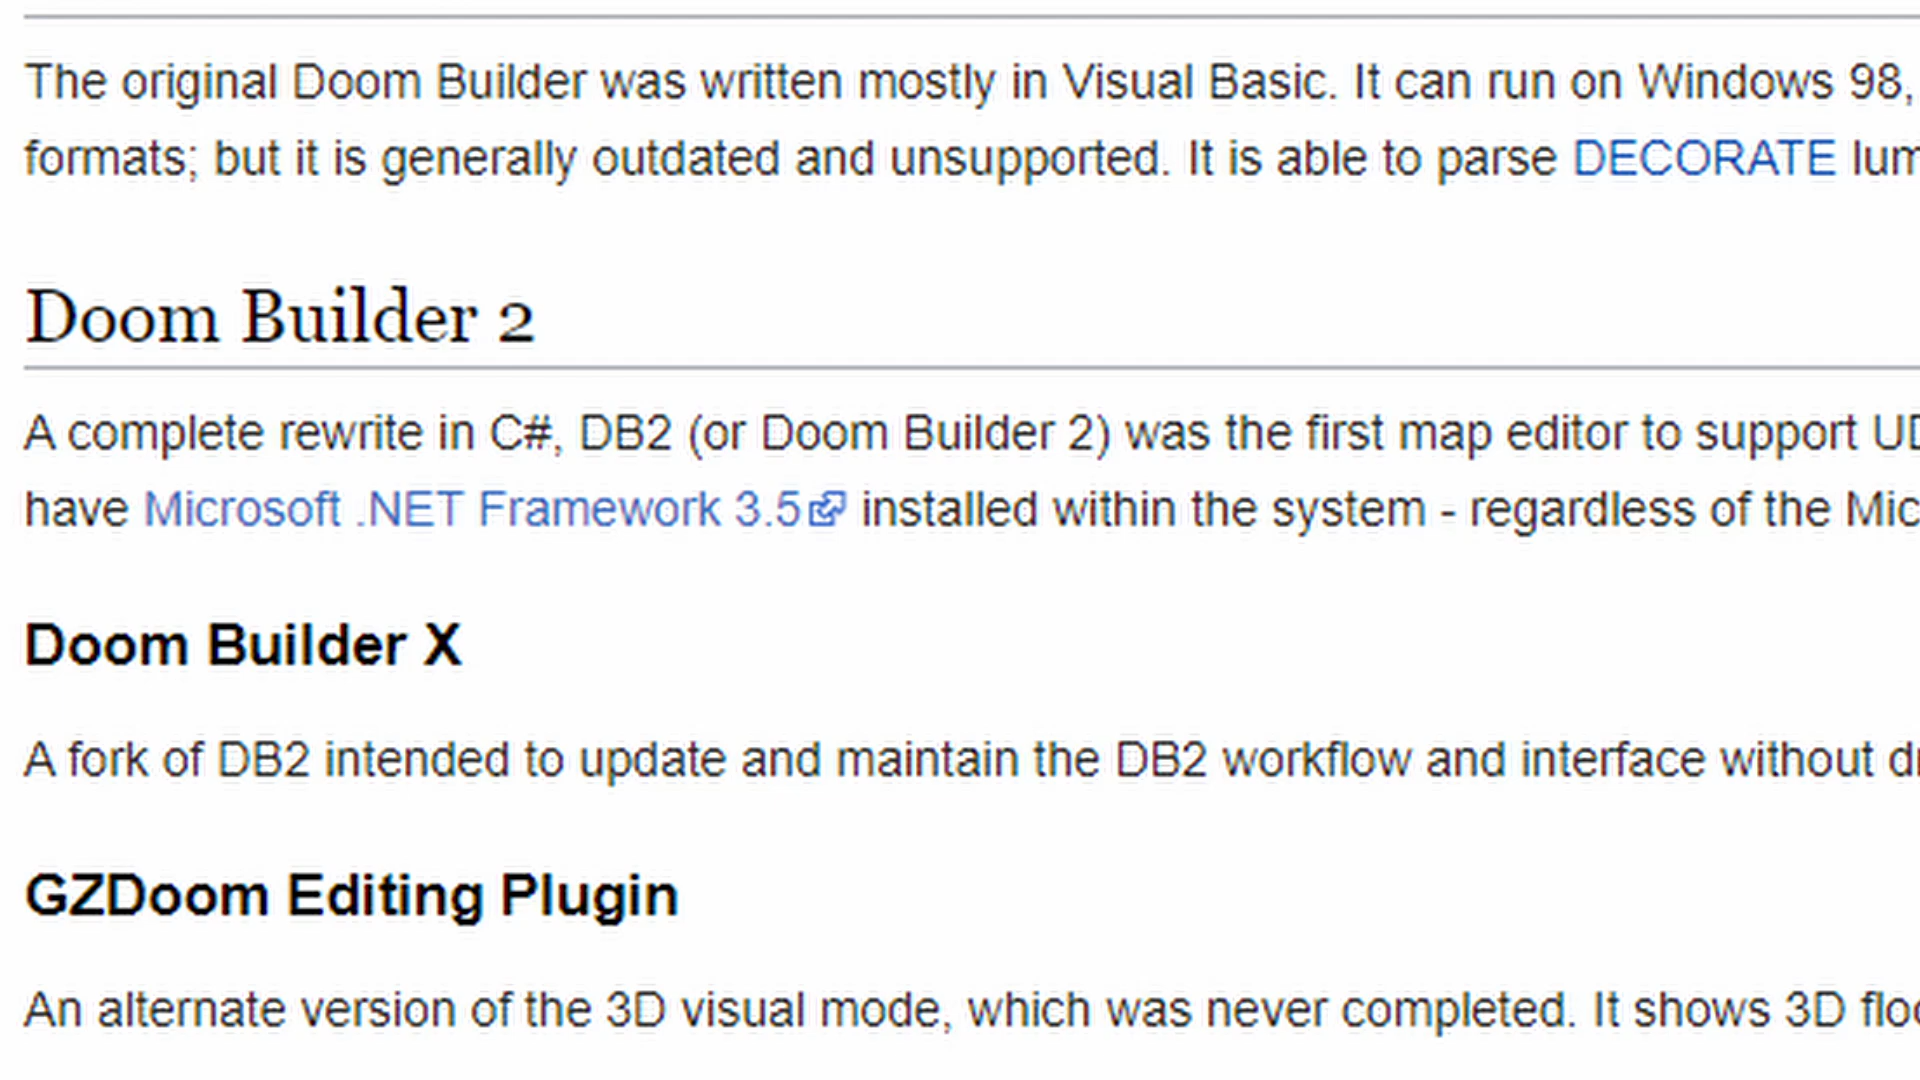 The original Doom Builder was written mostly in Visual Basic. It can run on Windows 98,
formats; but it is generally outdated and unsupported. It is able to parse DECORATE lum
Doom Builder 2
A complete rewrite in C#, DB2 (or Doom Builder 2) was the first map editor to support UD
have Microsoft .NET Framework 3.5 installed within the system - regardless of the Mic
Doom Builder X
A fork of DB2 intended to update and maintain the DB2 workflow and interface without dr
GZDoom Editing Plugin
An alternate version of the 3D visual mode, which was never completed. It shows 3D floo